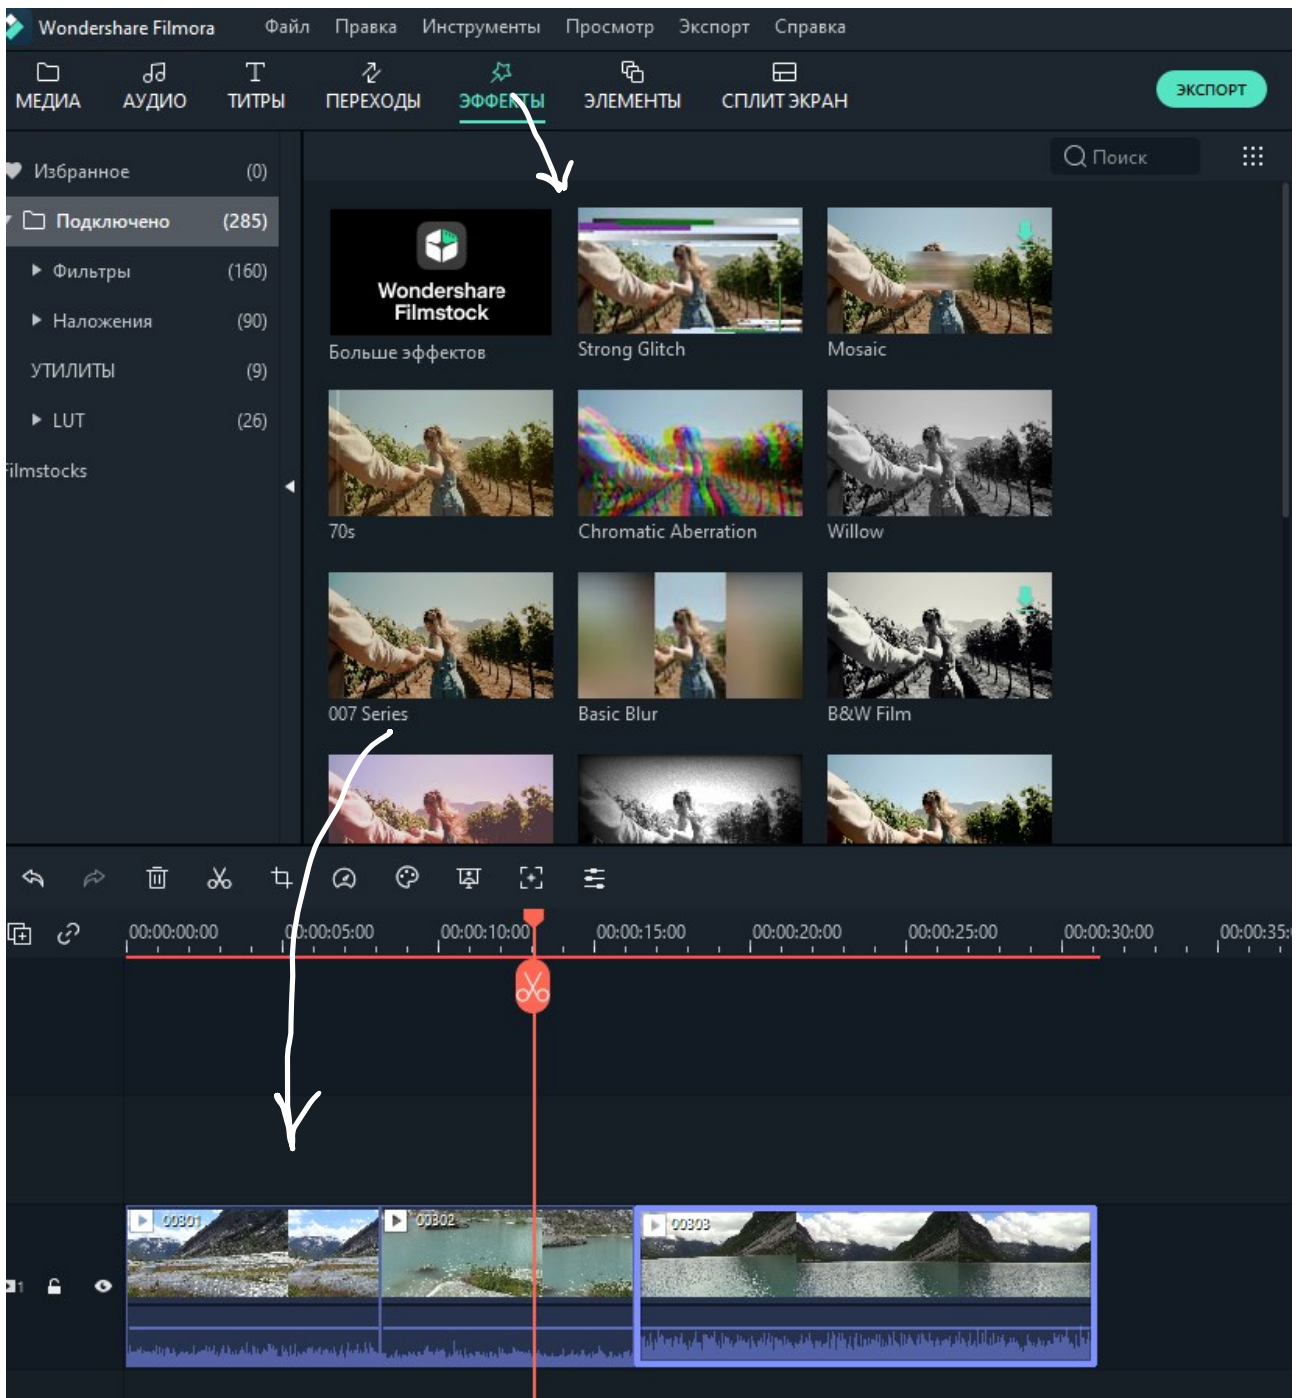 Wondershare Filmora Файл Правка Инструменты Просмотр Экспорт Справка
МЕДИА АУДИО ТИТРЫ ПЕРЕХОДЫ ЭФФЕКТЫ ЭЛЕМЕНТЫ СПЛИТ ЭКРАН ЭКСПОРТ
Избранное (0)
Поиск
Подключено (285)
Фильтры (160)
Наложения (90)
УТИЛИТЫ (9)
LUT (26)
Filmstocks
Wondershare
Filmstock
Больше эффектов Strong Glitch Mosaic
70s Chromatic Aberration Willow
007 Series Basic Blur B&W Film
00:00:00:00 00:00:05:00 00:00:10:00 00:00:15:00 00:00:20:00 00:00:25:00 00:00:30:00 00:00:35:
00301 00302 00303
1